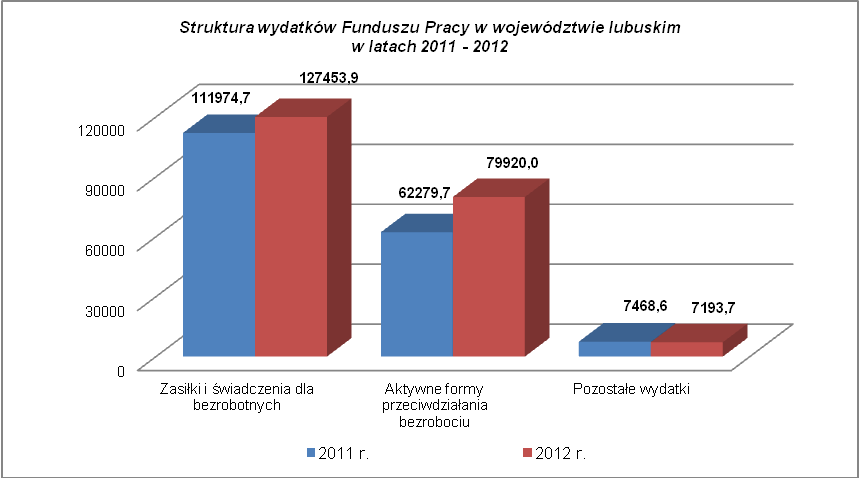 Struktura wydatków Funduszu Pracy w województwie lubuskim
w latach 2011 - 2012
111974,7
127453,9
62279,7
79920,0
7468,6
7193,7
120000
90000
60000
30000
0
Zasiłki i świadczenia dla
bezrobotnych
Aktywne formy
przeciwdziałania
bezrobociu
Pozostałe wydatki
2011 r.
2012 r.